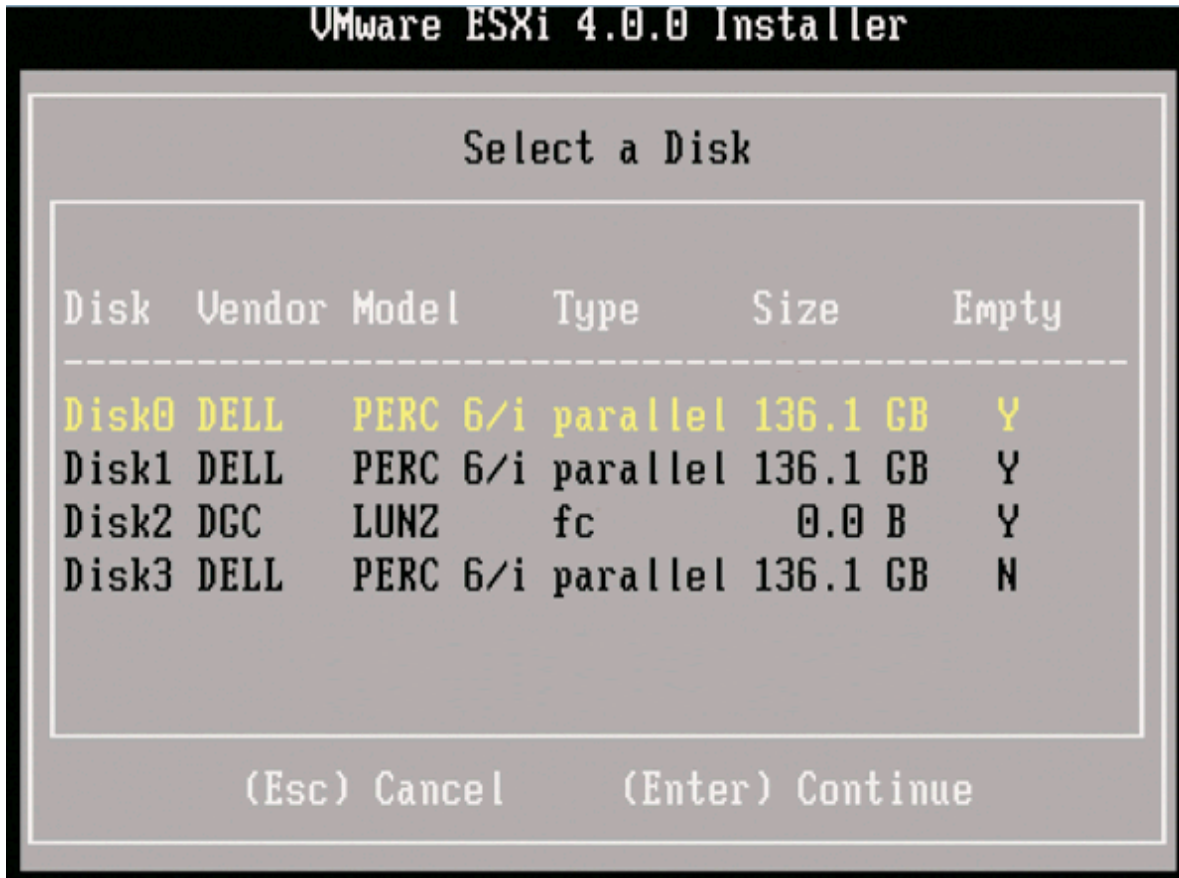 VMware ESXi 4.0.0 Installer
Select a Disk
Disk Vendor Model Type Size Empty
------------------------------------------------
Disk0 DELL PERC 6/i parallel 136.1 GB Y
Disk1 DELL PERC 6/i parallel 136.1 GB Y
Disk2 DGC LUNZ fc 0.0 B Y
Disk3 DELL PERC 6/i parallel 136.1 GB N
(Esc) Cancel (Enter) Continue